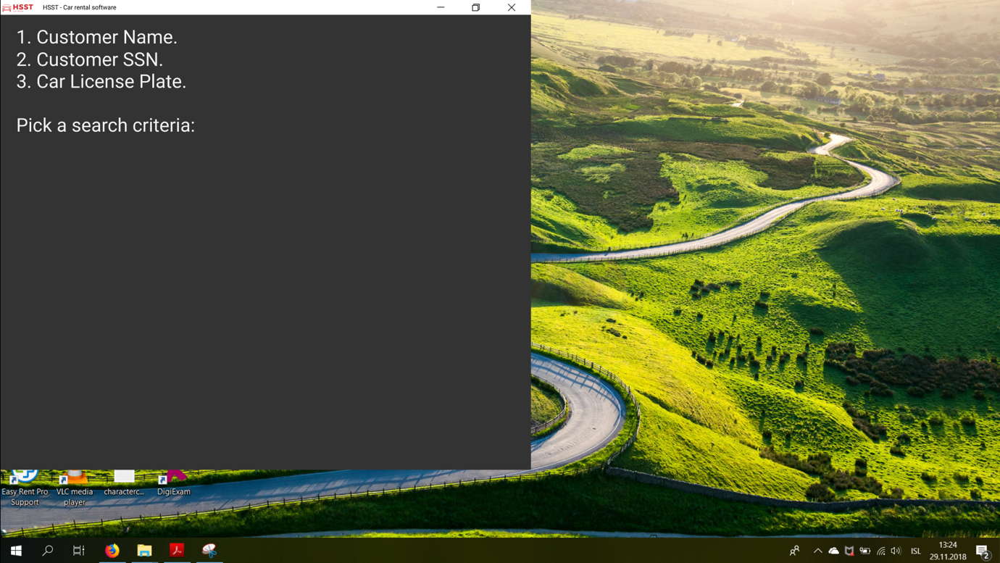 HSST HSST - Car rental software
1. Customer Name.
2. Customer SSN.
3. Car License Plate.
Pick a search criteria:
Easy Rent Pro Support
VLC media player
characterc...
DigiExam
ISL
13:24
29.11.2018
2